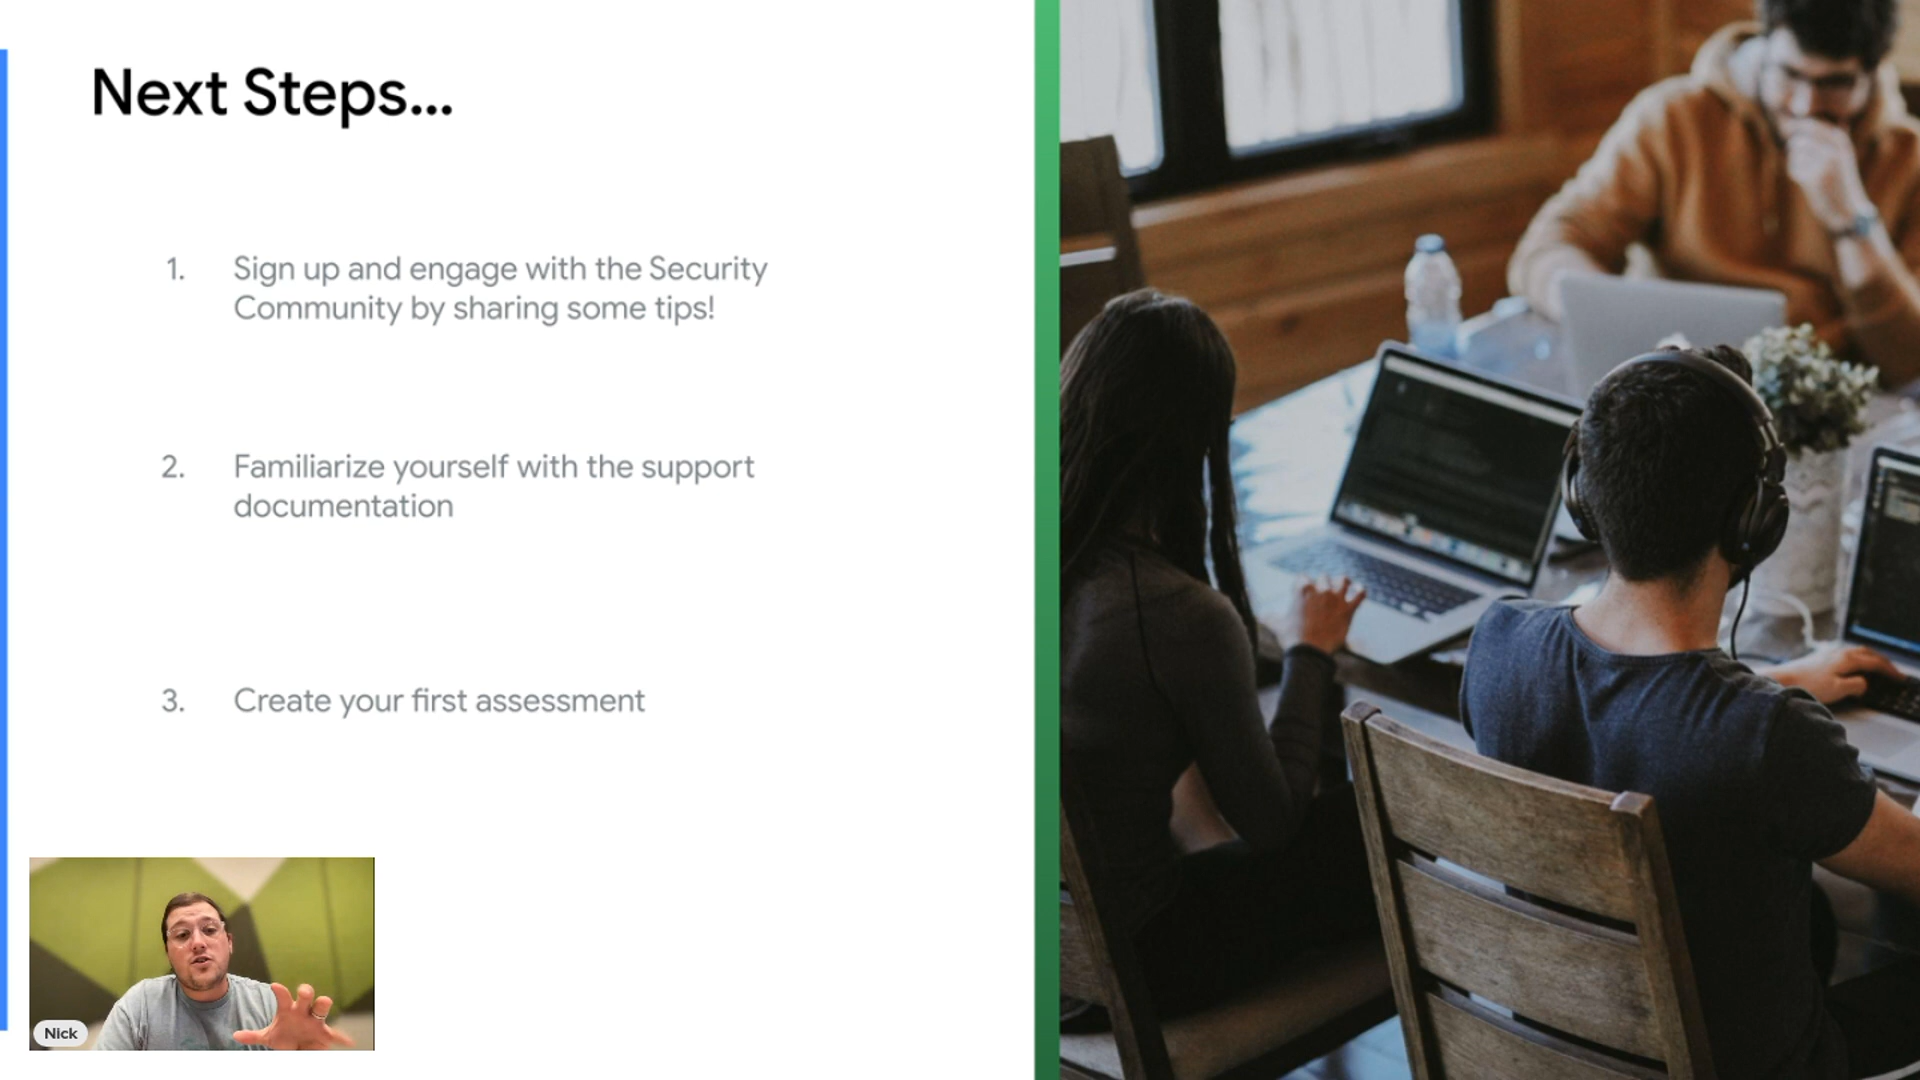 Next Steps...
1. Sign up and engage with the Security
Community by sharing some tips!
2. Familiarize yourself with the support
documentation
3. Create your first assessment
Nick